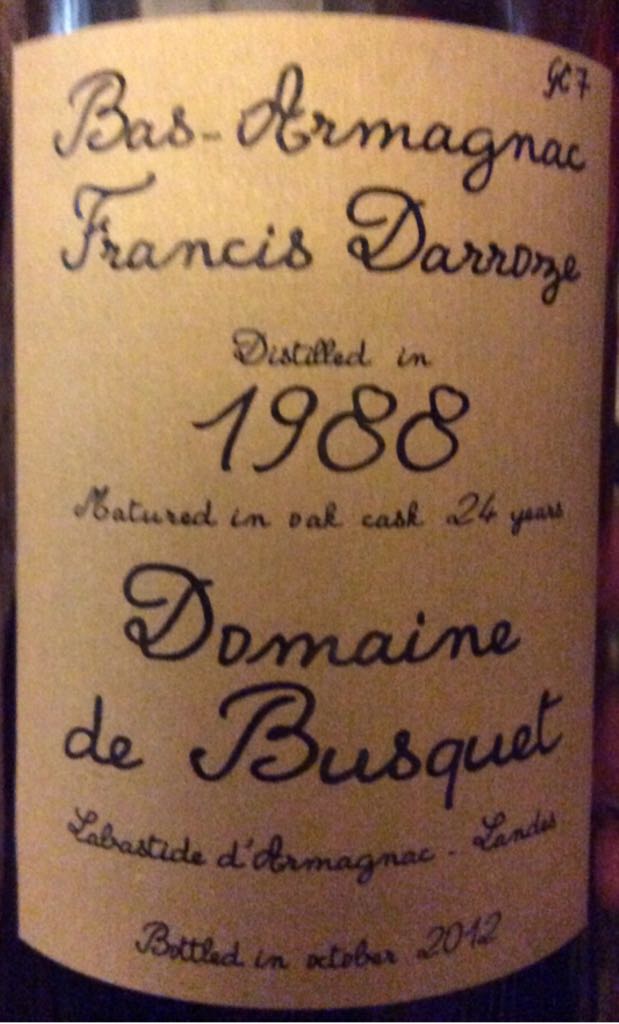 GC7
Bas-Armagnac
Francis Darroze
Distilled in
1988
Matured in oak cask 24 years
Domaine
de Busquet
Labastide d'Armagnac - Landes
Bottled in october 2012